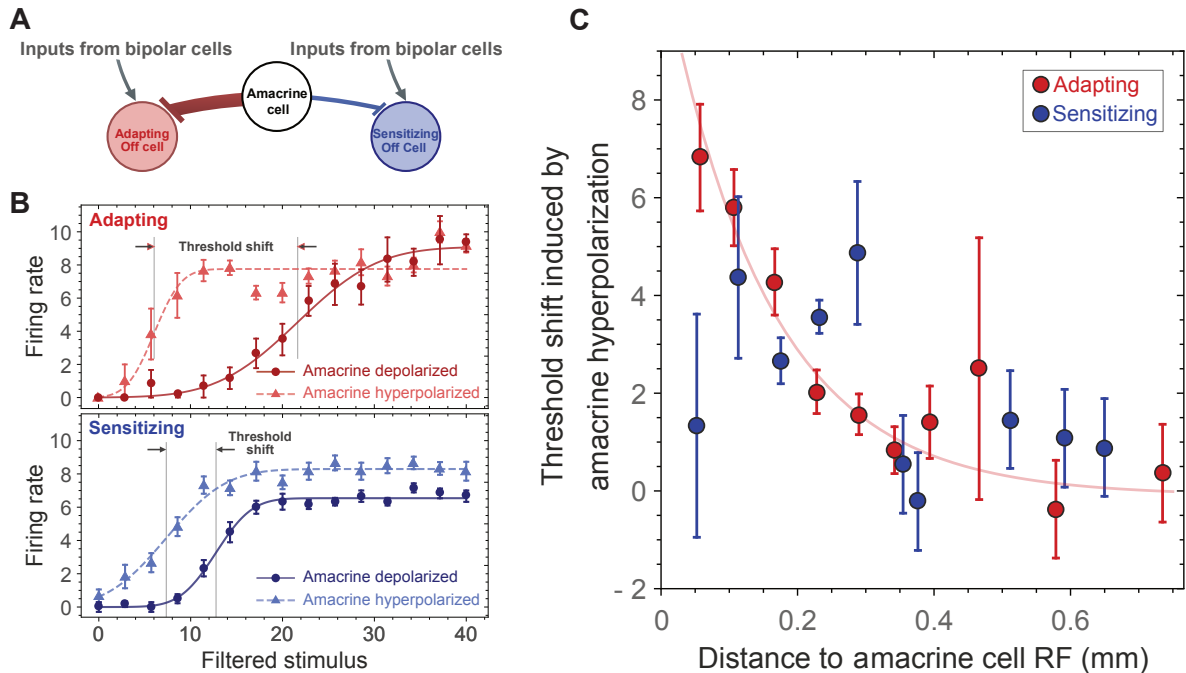 A
Inputs from bipolar cells
Inputs from bipolar cells
Amacrine
cell
Adapting
Off cell
Sensitizing
Off Cell
B
Adapting
Threshold shift
Firing rate
10
8
6
4
2
0
Amacrine depolarized
Amacrine hyperpolarized
Sensitizing
Threshold
shift
Firing rate
10
8
6
4
2
0
Amacrine depolarized
Amacrine hyperpolarized
0
10
20
30
40
Filtered stimulus
C
Threshold shift induced by
amacrine hyperpolarization
8
6
4
2
0
- 2
Adapting
Sensitizing
0
0.2
0.4
0.6
Distance to amacrine cell RF (mm)